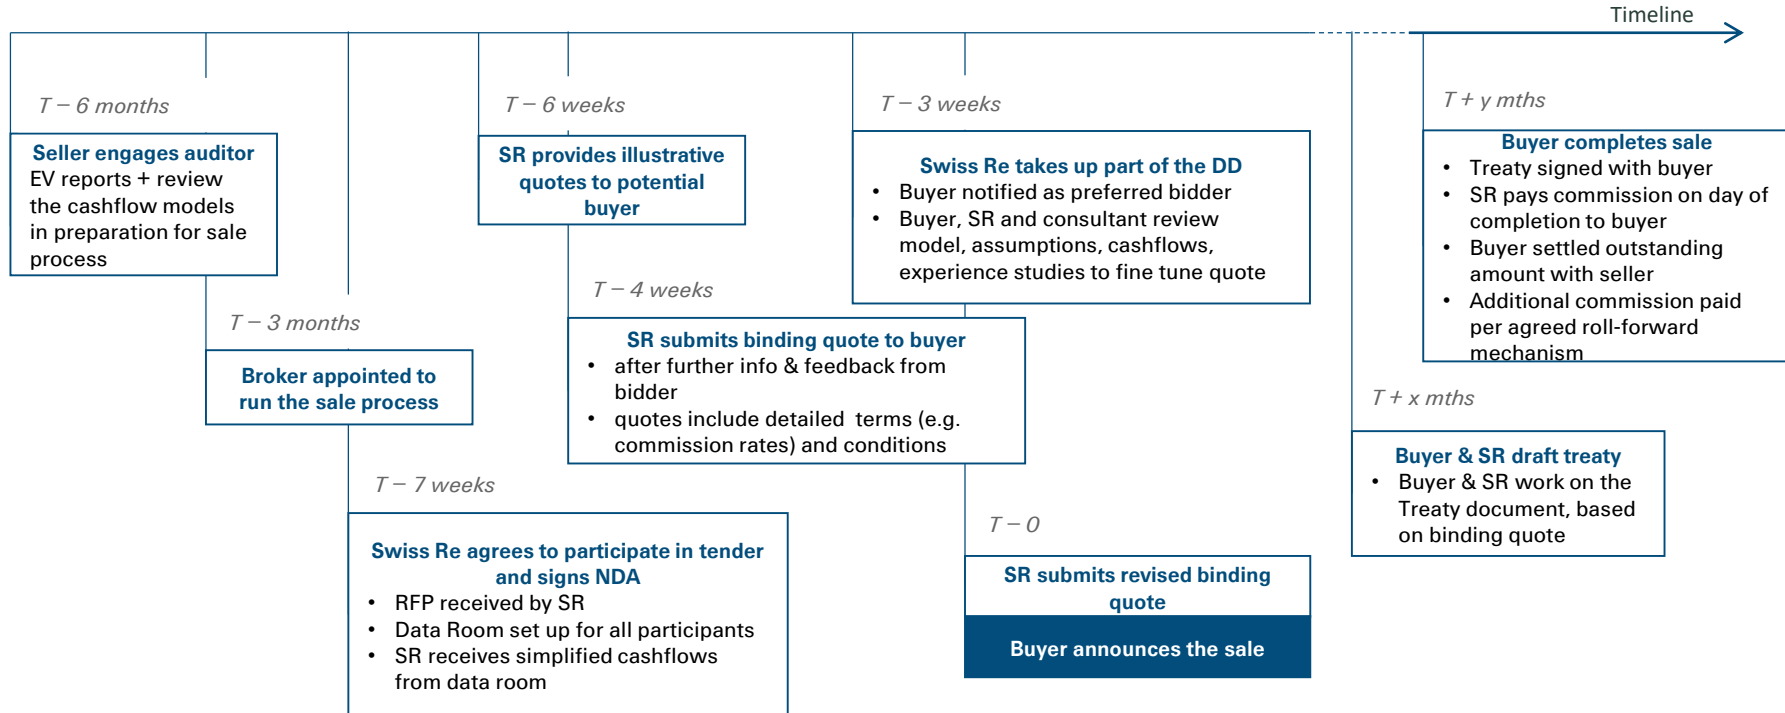 Timeline
T – 6 months
Seller engages auditor
EV reports + review
the cashflow models
in preparation for sale
process
T – 3 months
Broker appointed to
run the sale process
T – 7 weeks
Swiss Re agrees to participate in tender
and signs NDA
• RFP received by SR
• Data Room set up for all participants
• SR receives simplified cashflows
from data room
T – 6 weeks
SR provides illustrative
quotes to potential
buyer
T – 4 weeks
SR submits binding quote to buyer
• after further info & feedback from
bidder
• quotes include detailed terms (e.g.
commission rates) and conditions
T – 3 weeks
Swiss Re takes up part of the DD
• Buyer notified as preferred bidder
• Buyer, SR and consultant review
model, assumptions, cashflows,
experience studies to fine tune quote
T – 0
SR submits revised binding
quote
Buyer announces the sale
T + x mths
Buyer & SR draft treaty
• Buyer & SR work on the
Treaty document, based
on binding quote
T + y mths
Buyer completes sale
• Treaty signed with buyer
• SR pays commission on day of
completion to buyer
• Buyer settled outstanding
amount with seller
• Additional commission paid
per agreed roll-forward
mechanism